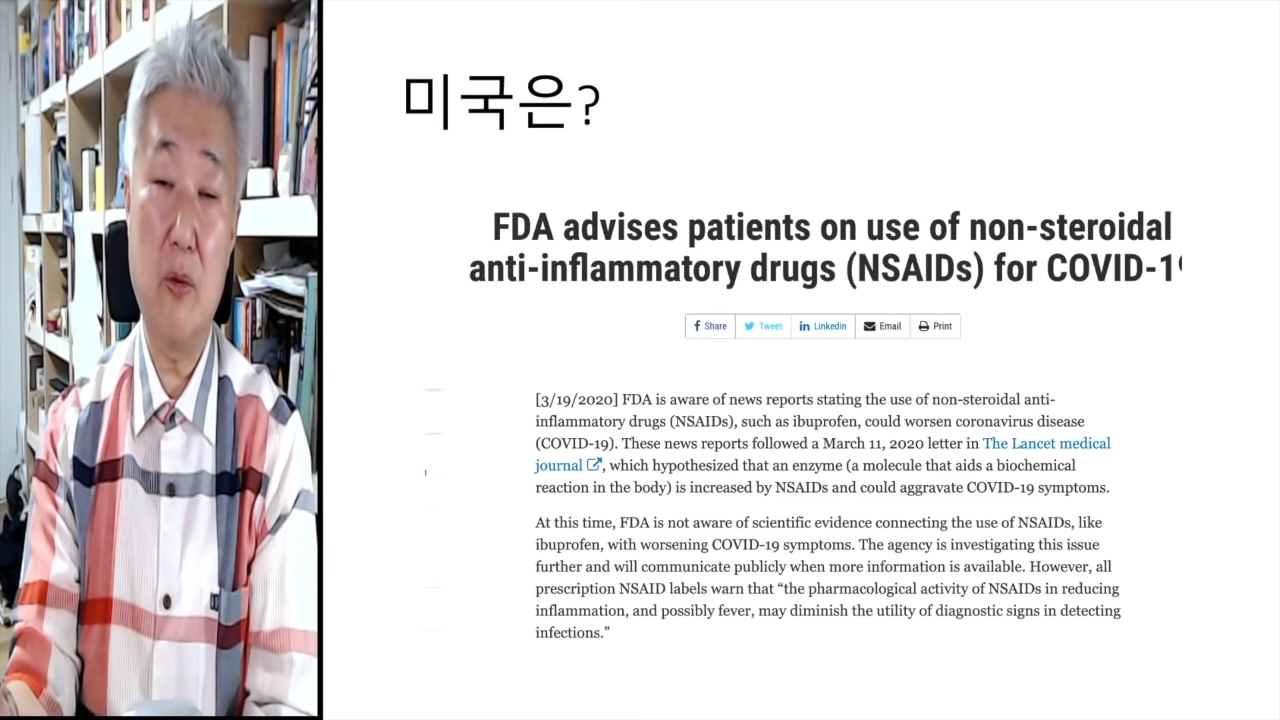 미국은?
FDA advises patients on use of non-steroidal
anti-inflammatory drugs (NSAIDs) for COVID-19
Share Tweet Linkedin Email Print
[3/19/2020] FDA is aware of news reports stating the use of non-steroidal anti-
inflammatory drugs (NSAIDs), such as ibuprofen, could worsen coronavirus disease
(COVID-19). These news reports followed a March 11, 2020 letter in The Lancet medical
journal, which hypothesized that an enzyme (a molecule that aids a biochemical
reaction in the body) is increased by NSAIDs and could aggravate COVID-19 symptoms.
At this time, FDA is not aware of scientific evidence connecting the use of NSAIDs, like
ibuprofen, with worsening COVID-19 symptoms. The agency is investigating this issue
further and will communicate publicly when more information is available. However, all
prescription NSAID labels warn that “the pharmacological activity of NSAIDs in reducing
inflammation, and possibly fever, may diminish the utility of diagnostic signs in detecting
infections.”